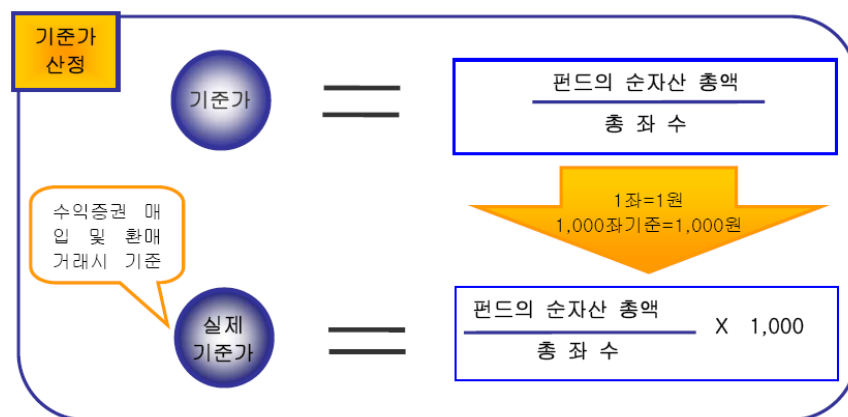 기준가
산정
기준가
펀드의 순자산 총액
총 좌 수
1좌=1원
1,000좌기준=1,000원
수익증권 매
입 및 환매
거래시 기준
실제
기준가
펀드의 순자산 총액
총 좌 수
X 1,000